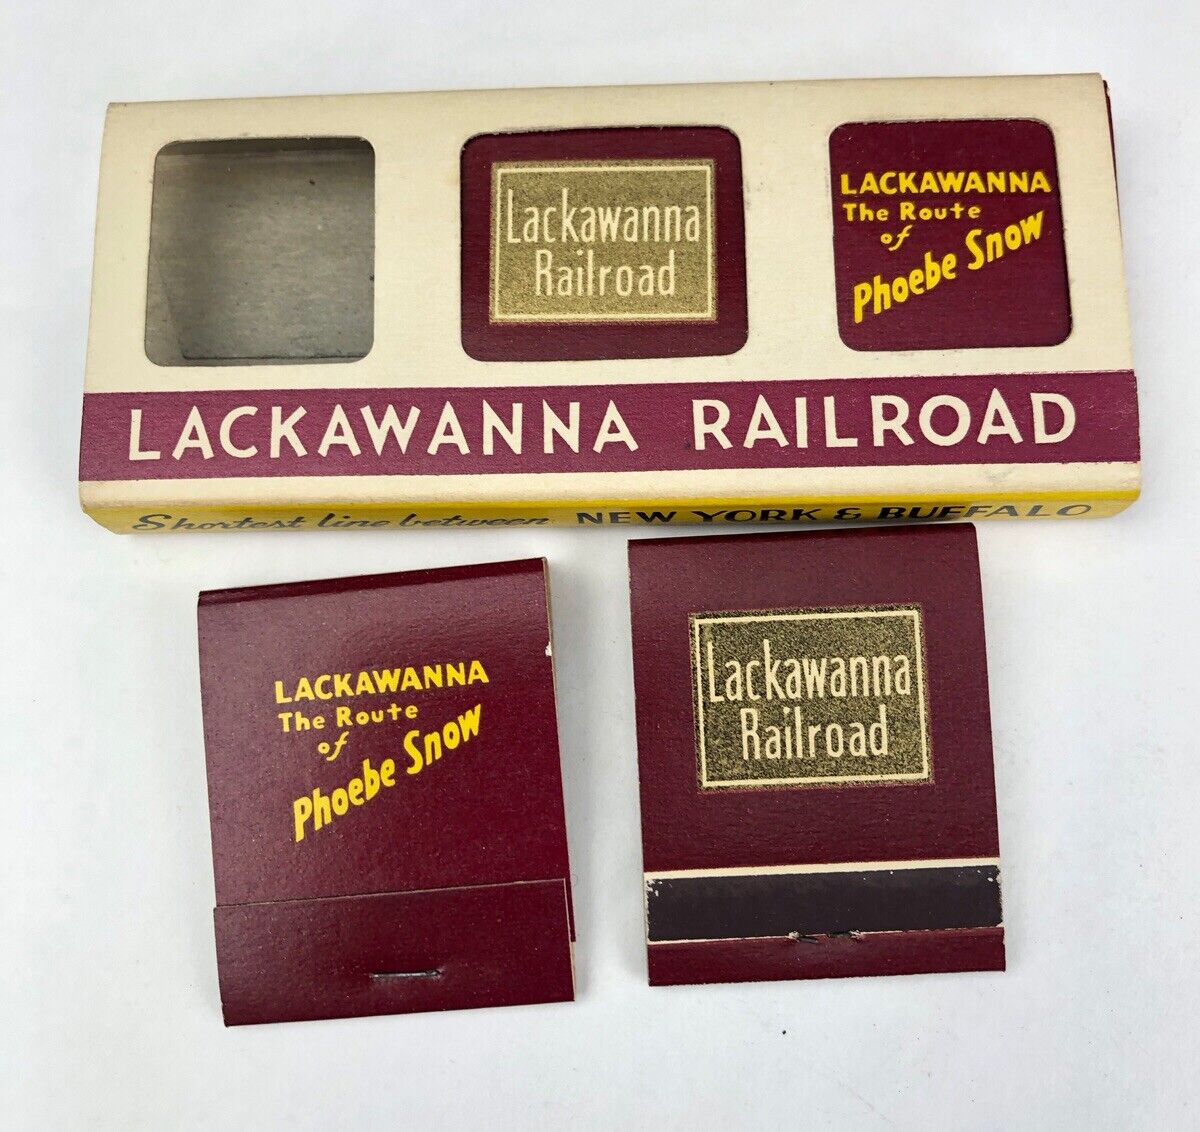 Lackawanna
Railroad
LACKAWANNA
The Route
of
Phoebe Snow
LACKAWANNA RAILROAD
Shortest line between NEW YORK & BUFFALO
LACKAWANNA
The Route
of
Phoebe Snow
Lackawanna
Railroad